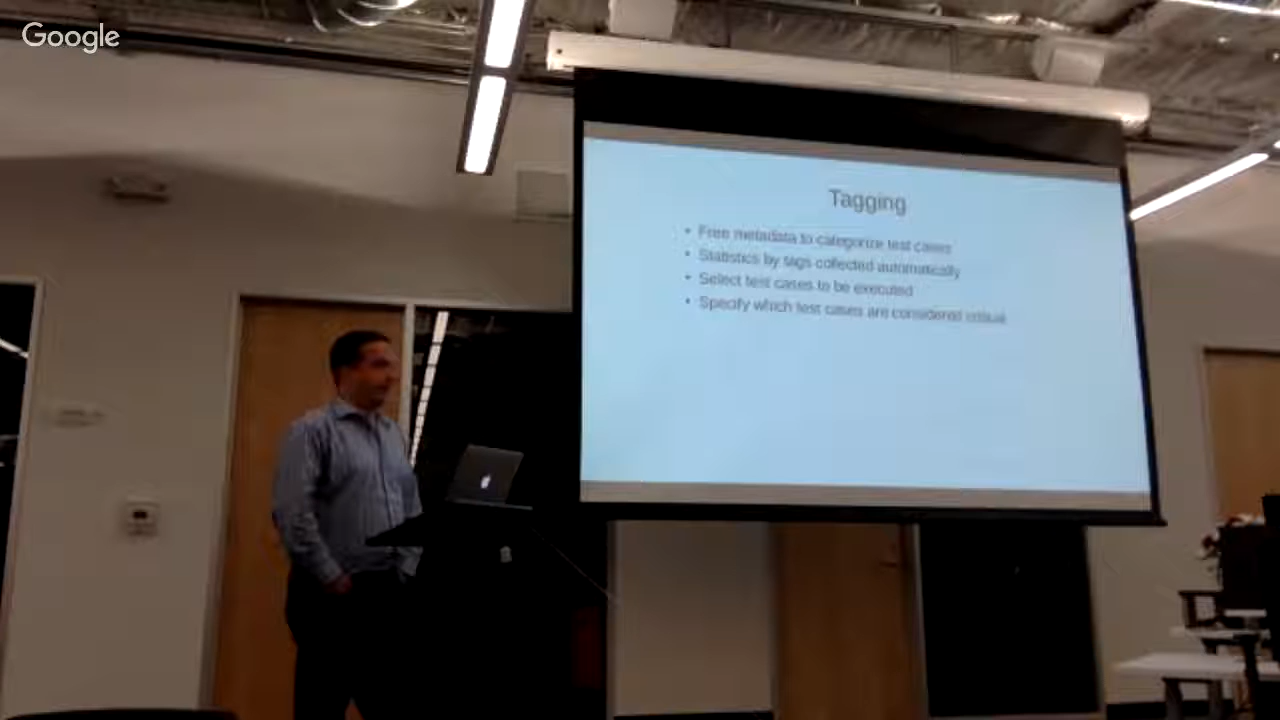 Google
Tagging
• Free metadata to categorize test cases
• Statistics by tags collected automatically
• Select test cases to be executed
• Specify which test cases are considered critical